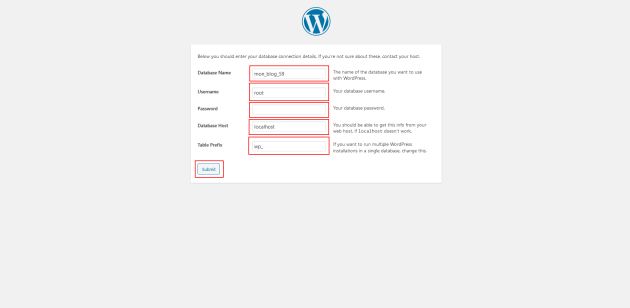 Below you should enter your database connection details. If you're not sure about these, contact your host.
Database Name
mon_blog_SB
The name of the database you want to use
with WordPress.
Username
root
Your database username.
Password
Your database password.
Database Host
localhost
You should be able to get this info from your
web host, if localhost doesn't work.
Table Prefix
wp_
If you want to run multiple WordPress
installations in a single database, change this.
Submit